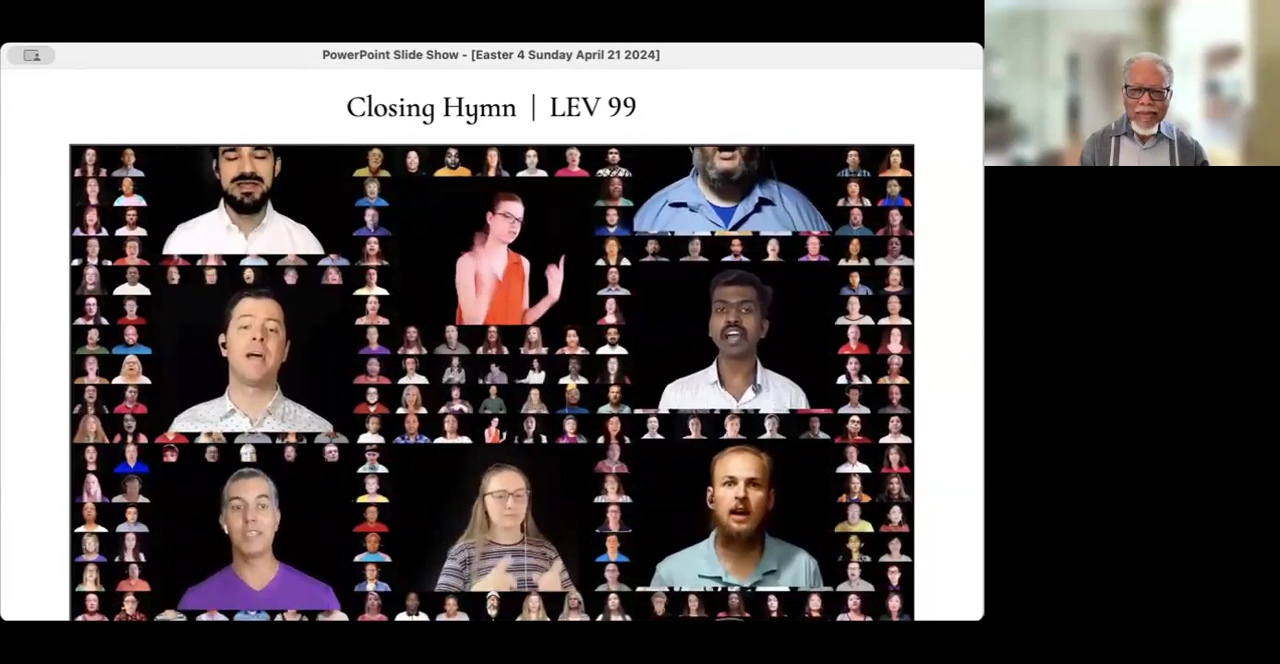 PowerPoint Slide Show - [Easter 4 Sunday April 21 2024]
Closing Hymn | LEV 99